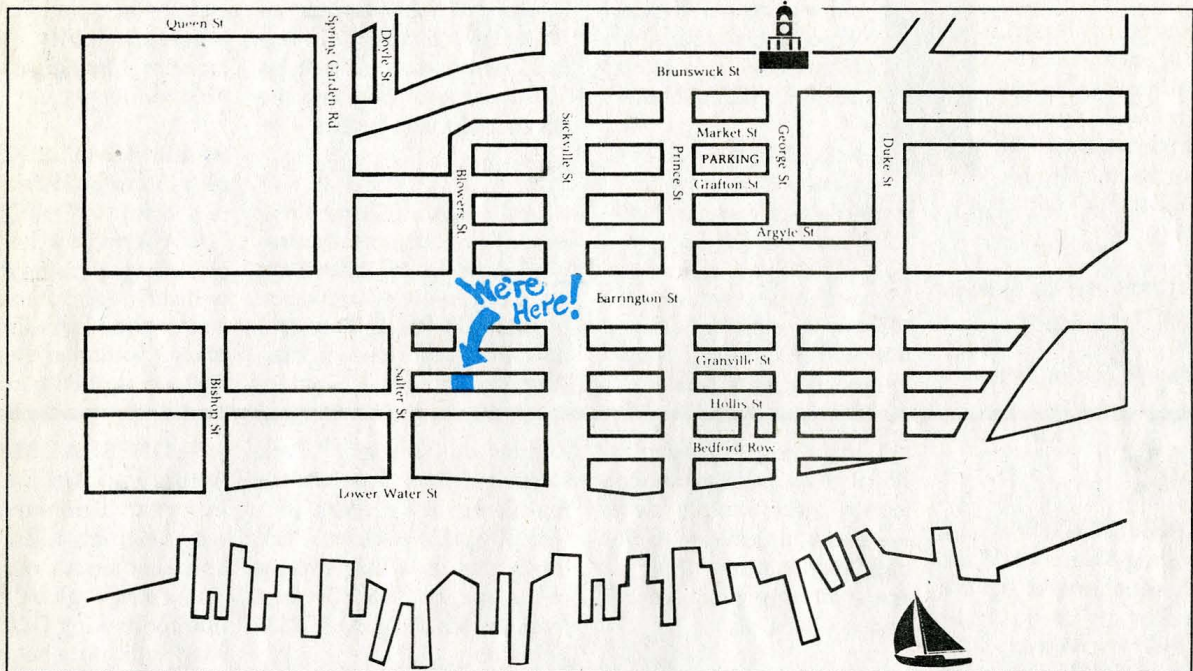 Queen St
Spring Garden Rd
Doyle St
Brunswick St
Sackville St
Market St
PARKING
Prince St
George St
Duke St
Grafton St
Blowers St
Argyle St
We're
Here!
Barrington St
Granville St
Salter St
Bishop St
Hollis St
Bedford Row
Lower Water St